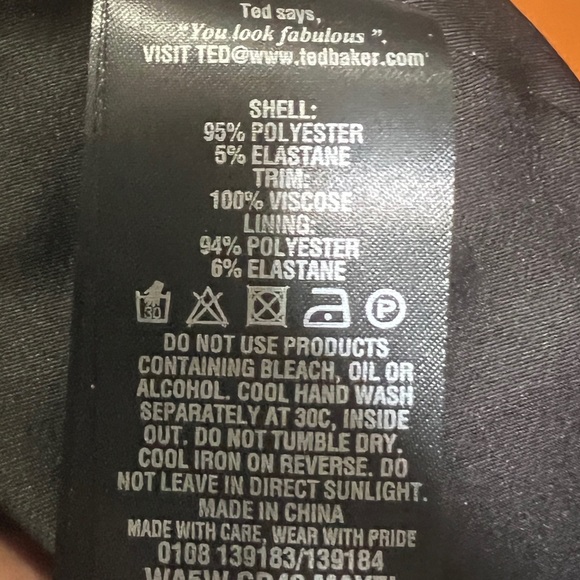 Ted says,
"You look fabulous".
VISIT TED@www.tedbaker.com
SHELL:
95% POLYESTER
5% ELASTANE
TRIM:
100% VISCOSE
LINING:
94% POLYESTER
6% ELASTANE
30
P
DO NOT USE PRODUCTS
CONTAINING BLEACH, OIL OR
ALCOHOL. COOL HAND WASH
SEPARATELY AT 30C, INSIDE
OUT. DO NOT TUMBLE DRY.
COOL IRON ON REVERSE. DO
NOT LEAVE IN DIRECT SUNLIGHT.
MADE IN CHINA
MADE WITH CARE, WEAR WITH PRIDE
0108 139183/139184